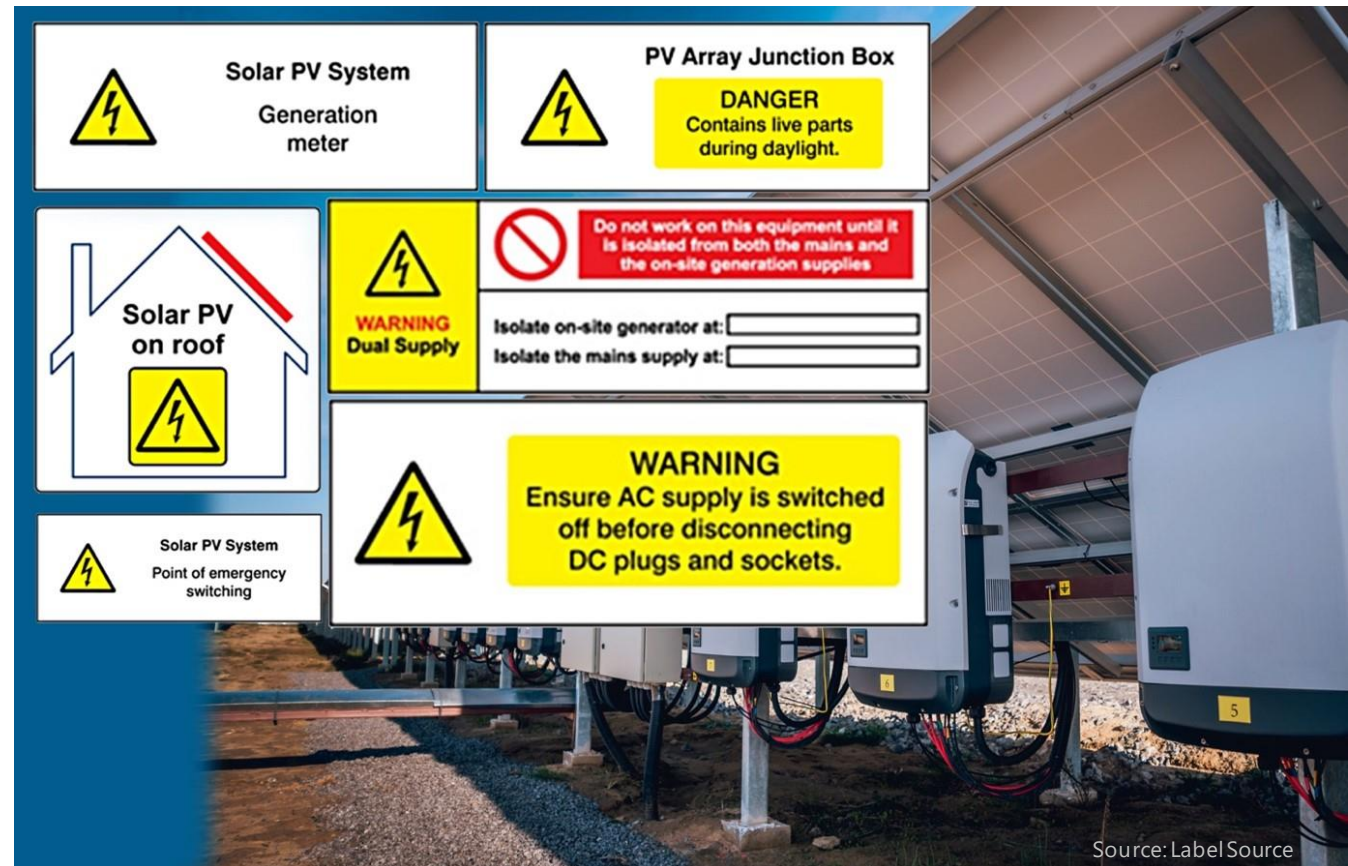 Solar PV System
Generation
meter
PV Array Junction Box
DANGER
Contains live parts
during daylight.
Solar PV
on roof
WARNING
Dual Supply
Do not work on this equipment until it
is isolated from both the mains and
the on-site generation supplies
Isolate on-site generator at:
Isolate the mains supply at:
WARNING
Ensure AC supply is switched
off before disconnecting
DC plugs and sockets.
Solar PV System
Point of emergency
switching
6
5
Source: Label Source